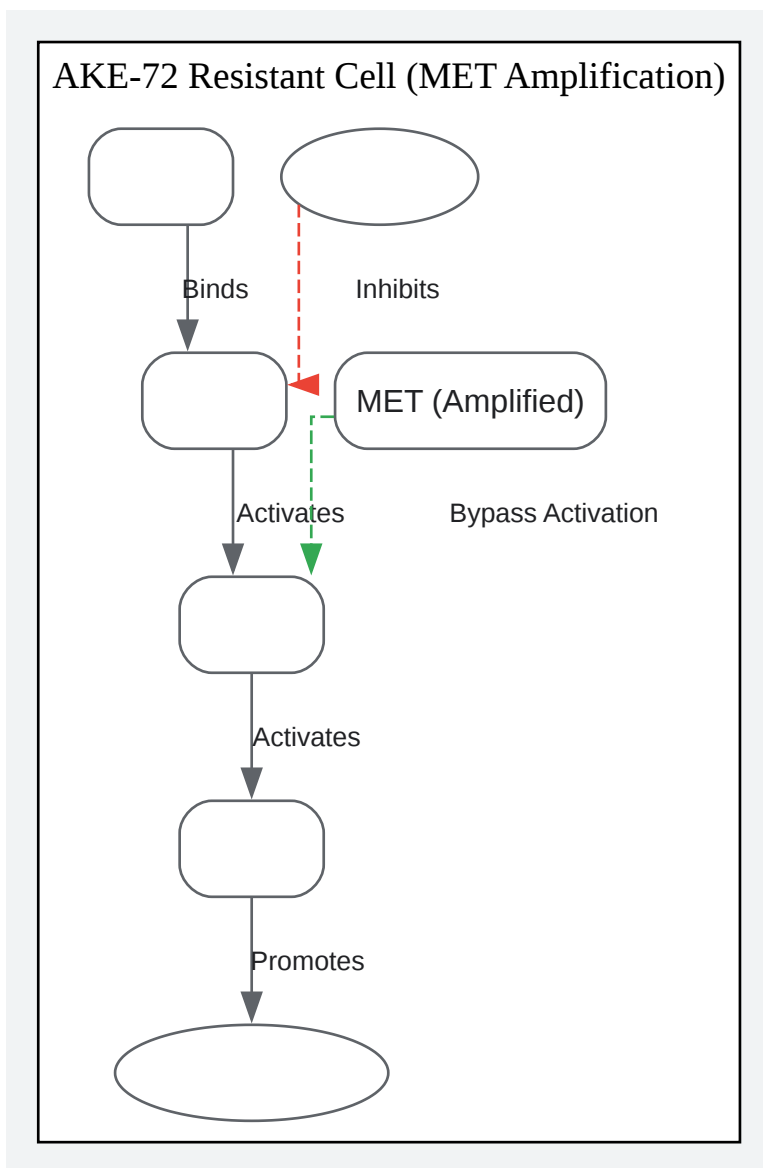 AKE-72 Resistant Cell (MET Amplification)
Binds
Inhibits
MET (Amplified)
Activates
Bypass Activation
Activates
Promotes